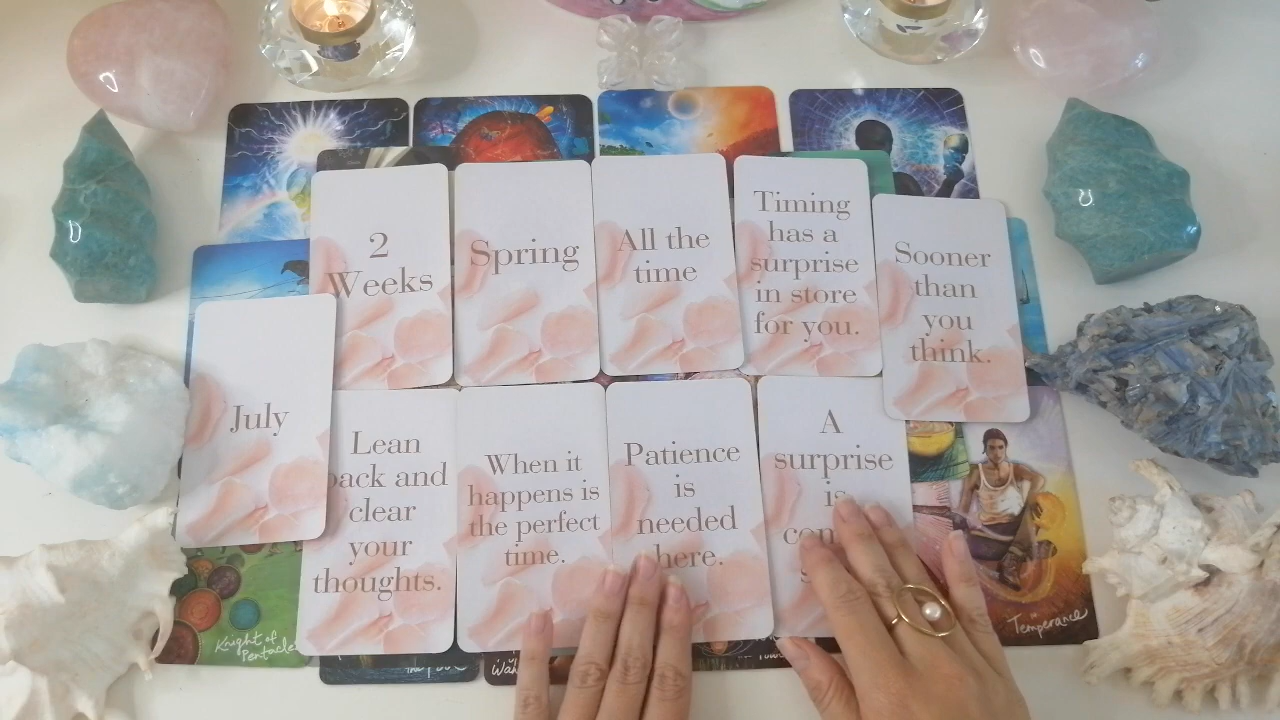 2
Weeks
Spring
All the
time
Timing
has a
surprise
in store
for you.
Sooner
than
you
think.
July
Lean
back and
clear
your
thoughts.
When it
happens is
the perfect
time.
Patience
is
needed
here.
A
surprise
is
Knight of
Pentacles
Temperance